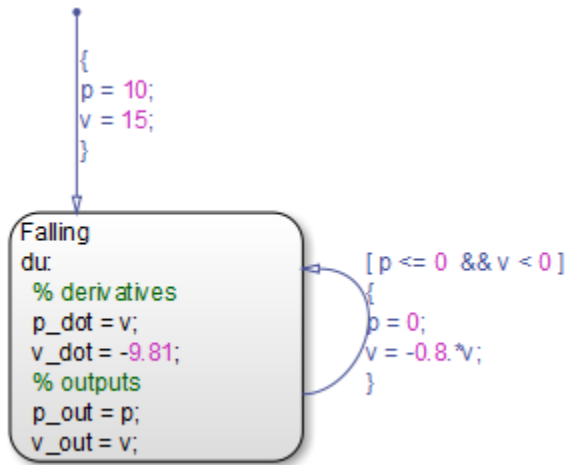 {
p = 10;
v = 15;
}
Falling
du:
% derivatives
p_dot = v;
v_dot = -9.81;
% outputs
p_out = p;
v_out = v;
[ p <= 0 && v < 0 ]
{
p = 0;
v = -0.8.*v;
}